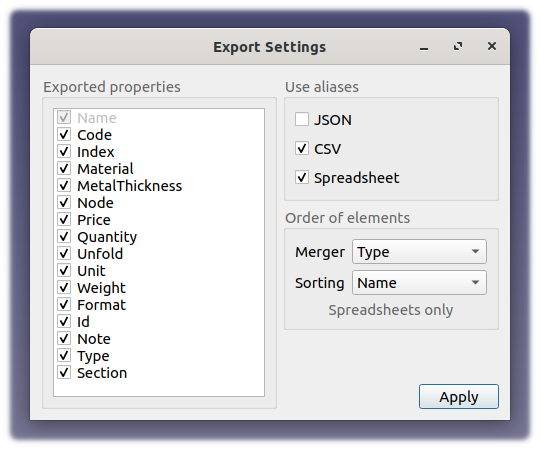 Export Settings
Exported properties
Name
Code
Index
Material
MetalThickness
Node
Price
Quantity
Unfold
Unit
Weight
Format
Id
Note
Type
Section
Use aliases
JSON
CSV
Spreadsheet
Order of elements
Merger Type
Sorting Name
Spreadsheets only
Apply